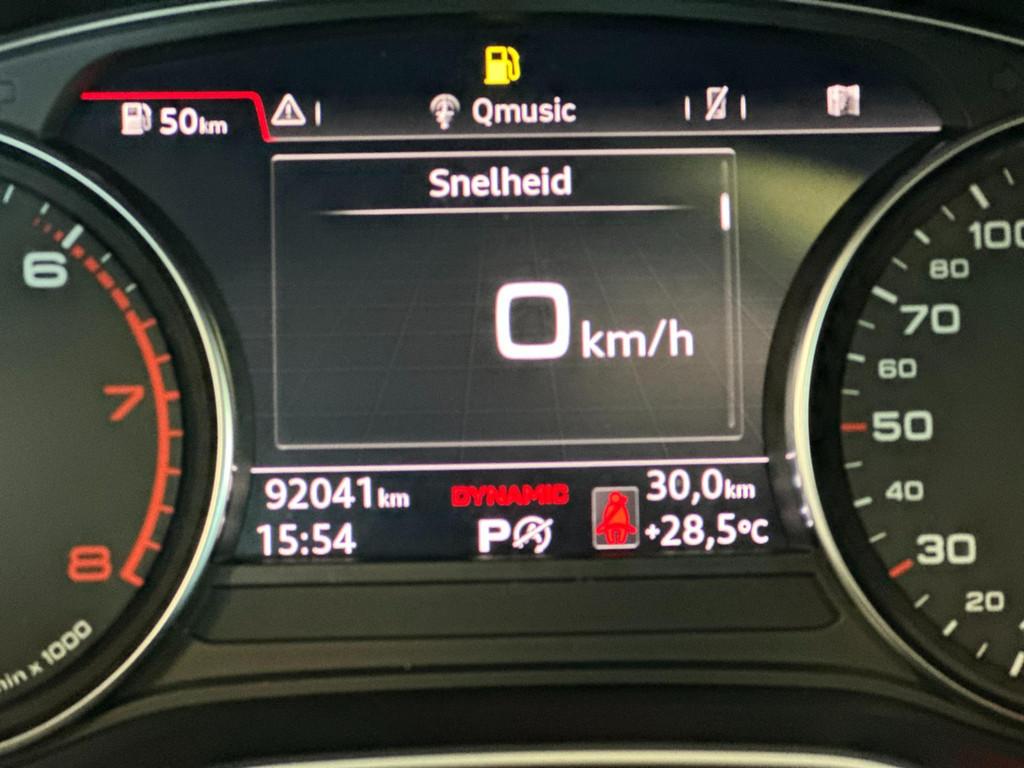 50km
Qmusic
Snelheid
0 km/h
92041km
DYNAMIC
30,0km
15:54
P
+28,5°C
6
7
8
min x 1000
100
80
70
60
50
40
30
20